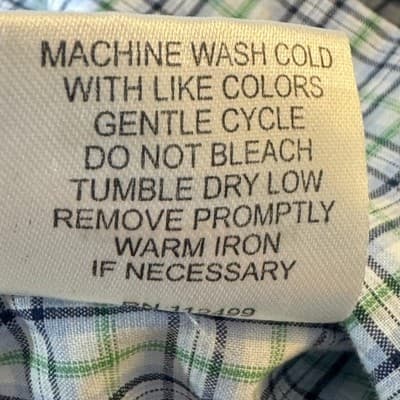 MACHINE WASH COLD
WITH LIKE COLORS
GENTLE CYCLE
DO NOT BLEACH
TUMBLE DRY LOW
REMOVE PROMPTLY
WARM IRON
IF NECESSARY